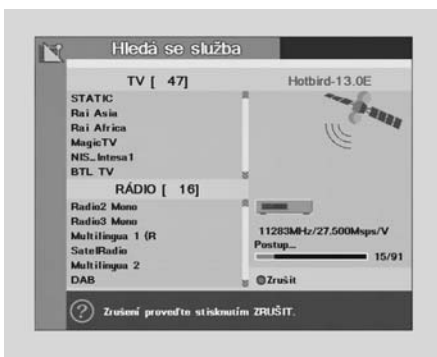 Hledá se služba
TV [ 47]
Hotbird-13.0E
STATIC
Rai Asia
Rai Africa
MagicTV
NIS_Intesa1
BTL TV
RÁDIO [ 16]
Radio2 Mono
Radio3 Mono
Multilingua 1 (R
SatelRadio
Multilingua 2
DAB
11283MHz/27.500Msps/V
Postup...
15/91
Zrušit
? Zrušení proveďte stisknutím ZRUŠIT.